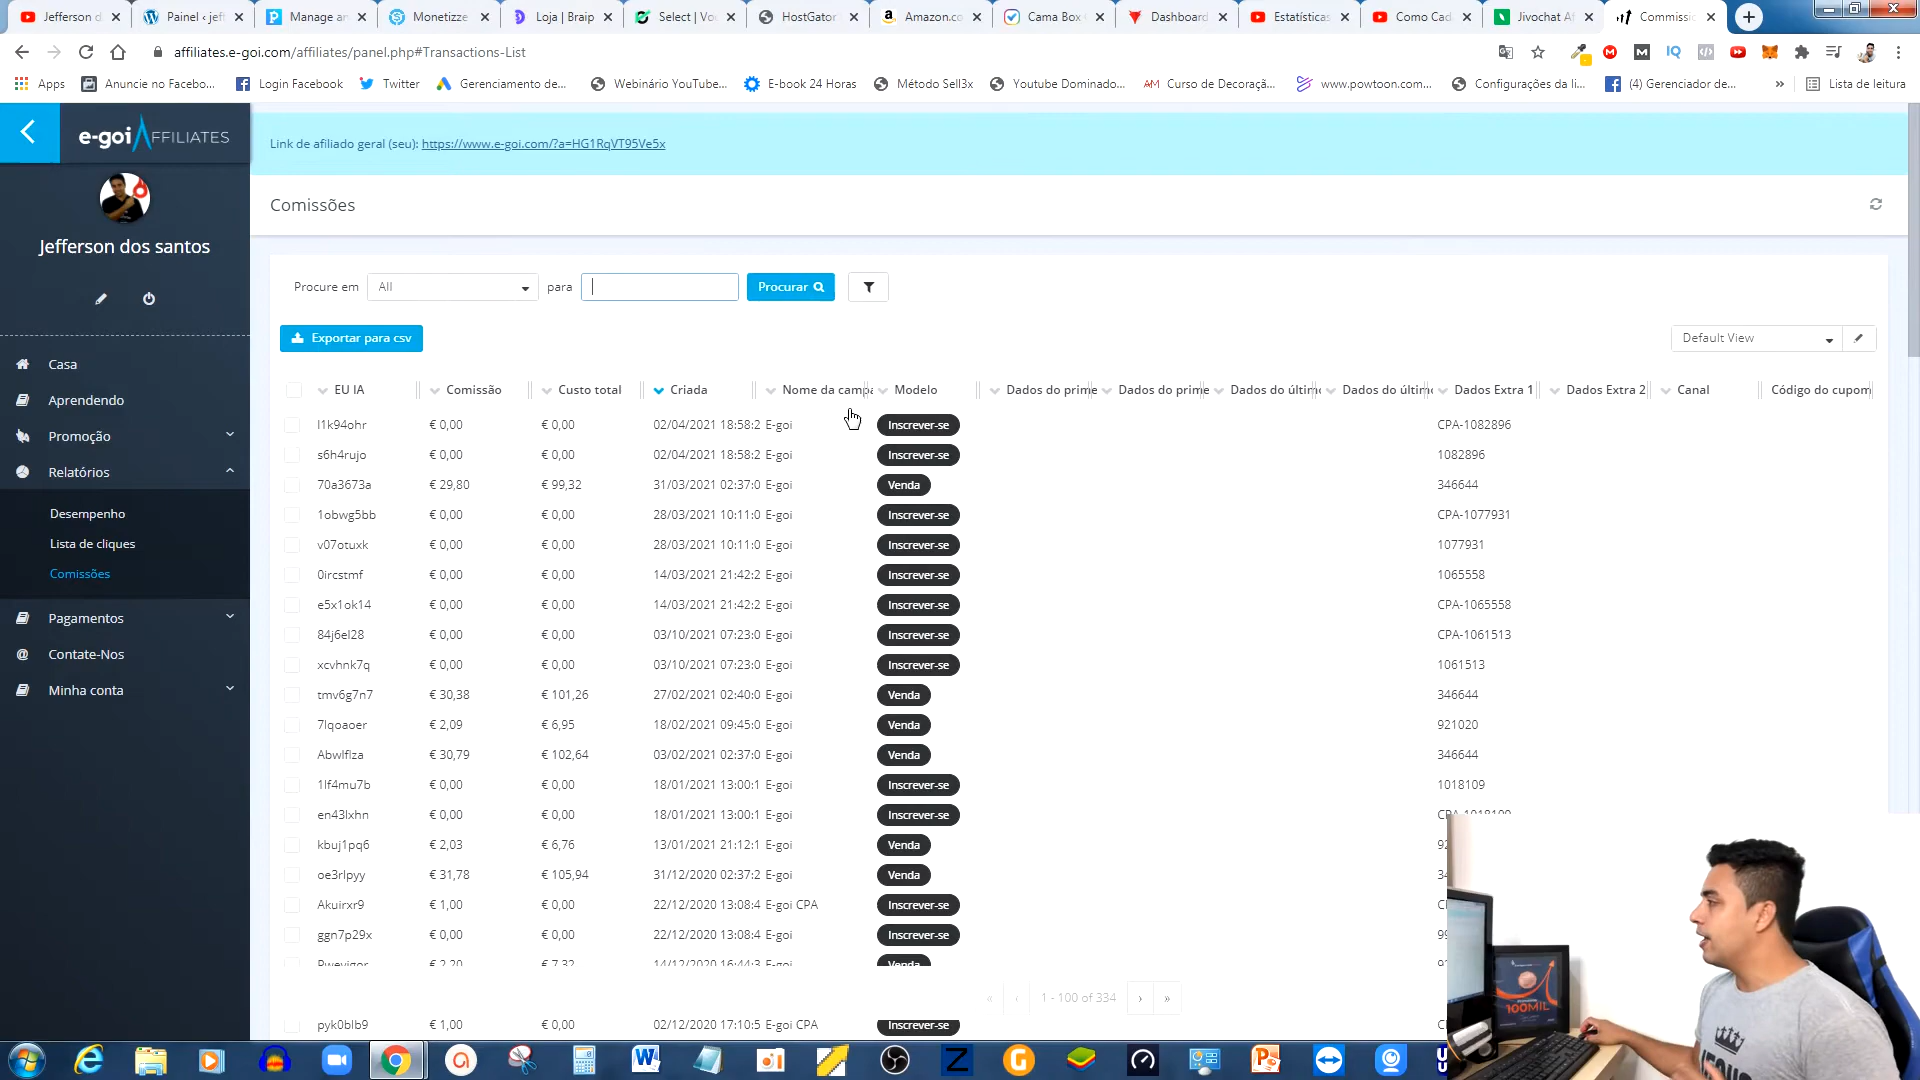 Jefferson d
Painel ‹ jeff
Manage an
Monetizze
Loja | Braip
Select | Vo
HostGator
Amazon.co
Cama Box
Dashboard
Estatísticas
Como Cad
Jivochat Af
Commissi
affiliates.e-goi.com/affiliates/panel.php#Transactions-List
Apps
Anuncie no Facebo...
Login Facebook
Twitter
Gerenciamento de...
Webinário YouTube...
E-book 24 Horas
Método Sell3x
Youtube Dominado...
Curso de Decoraçã...
www.powtoon.com...
Configurações da li...
(4) Gerenciador de...
Lista de leitura
e-goi AFFILIATES
Link de afiliado geral (seu): https://www.e-goi.com/?a=HG1RqVT95Ve5x
Jefferson dos santos
Comissões
Procure em All para Procurar
Exportar para csv
Default View
Casa
Aprendendo
Promoção
Relatórios
Desempenho
Lista de cliques
Comissões
Pagamentos
Contate-Nos
Minha conta
EU IA Comissão Custo total Criada Nome da campa Modelo Dados do prime Dados do prime Dados do últim Dados do últim Dados Extra 1 Dados Extra 2 Canal Código do cupom
l1k94ohr € 0,00 € 0,00 02/04/2021 18:58:2 E-goi Inscrever-se CPA-1082896
s6h4rujo € 0,00 € 0,00 02/04/2021 18:58:2 E-goi Inscrever-se 1082896
70a3673a € 29,80 € 99,32 31/03/2021 02:37:0 E-goi Venda 346644
1obwg5bb € 0,00 € 0,00 28/03/2021 10:11:0 E-goi Inscrever-se CPA-1077931
v07otuxk € 0,00 € 0,00 28/03/2021 10:11:0 E-goi Inscrever-se 1077931
0ircstmf € 0,00 € 0,00 14/03/2021 21:42:2 E-goi Inscrever-se 1065558
e5x1ok14 € 0,00 € 0,00 14/03/2021 21:42:2 E-goi Inscrever-se CPA-1065558
84j6el28 € 0,00 € 0,00 03/10/2021 07:23:0 E-goi Inscrever-se CPA-1061513
xcvhnk7q € 0,00 € 0,00 03/10/2021 07:23:0 E-goi Inscrever-se 1061513
tmv6g7n7 € 30,38 € 101,26 27/02/2021 02:40:0 E-goi Venda 346644
7lqoaoer € 2,09 € 6,95 18/02/2021 09:45:0 E-goi Venda 921020
Abwlflza € 30,79 € 102,64 03/02/2021 02:37:0 E-goi Venda 346644
1lf4mu7b € 0,00 € 0,00 18/01/2021 13:00:1 E-goi Inscrever-se 1018109
en43lxhn € 0,00 € 0,00 18/01/2021 13:00:1 E-goi Inscrever-se CPA-1018109
kbuj1pq6 € 2,03 € 6,76 13/01/2021 21:12:1 E-goi Venda
oe3rlpyy € 31,78 € 105,94 31/12/2020 02:37:2 E-goi Venda
Akuirxr9 € 1,00 € 0,00 22/12/2020 13:08:4 E-goi CPA Inscrever-se
ggn7p29x € 0,00 € 0,00 22/12/2020 13:08:4 E-goi Inscrever-se
€ 2,20 € 7,32 14/12/2020 16:44:3 E-goi Venda
1 - 100 of 334
pyk0blb9 € 1,00 € 0,00 02/12/2020 17:10:5 E-goi CPA Inscrever-se
100MIL